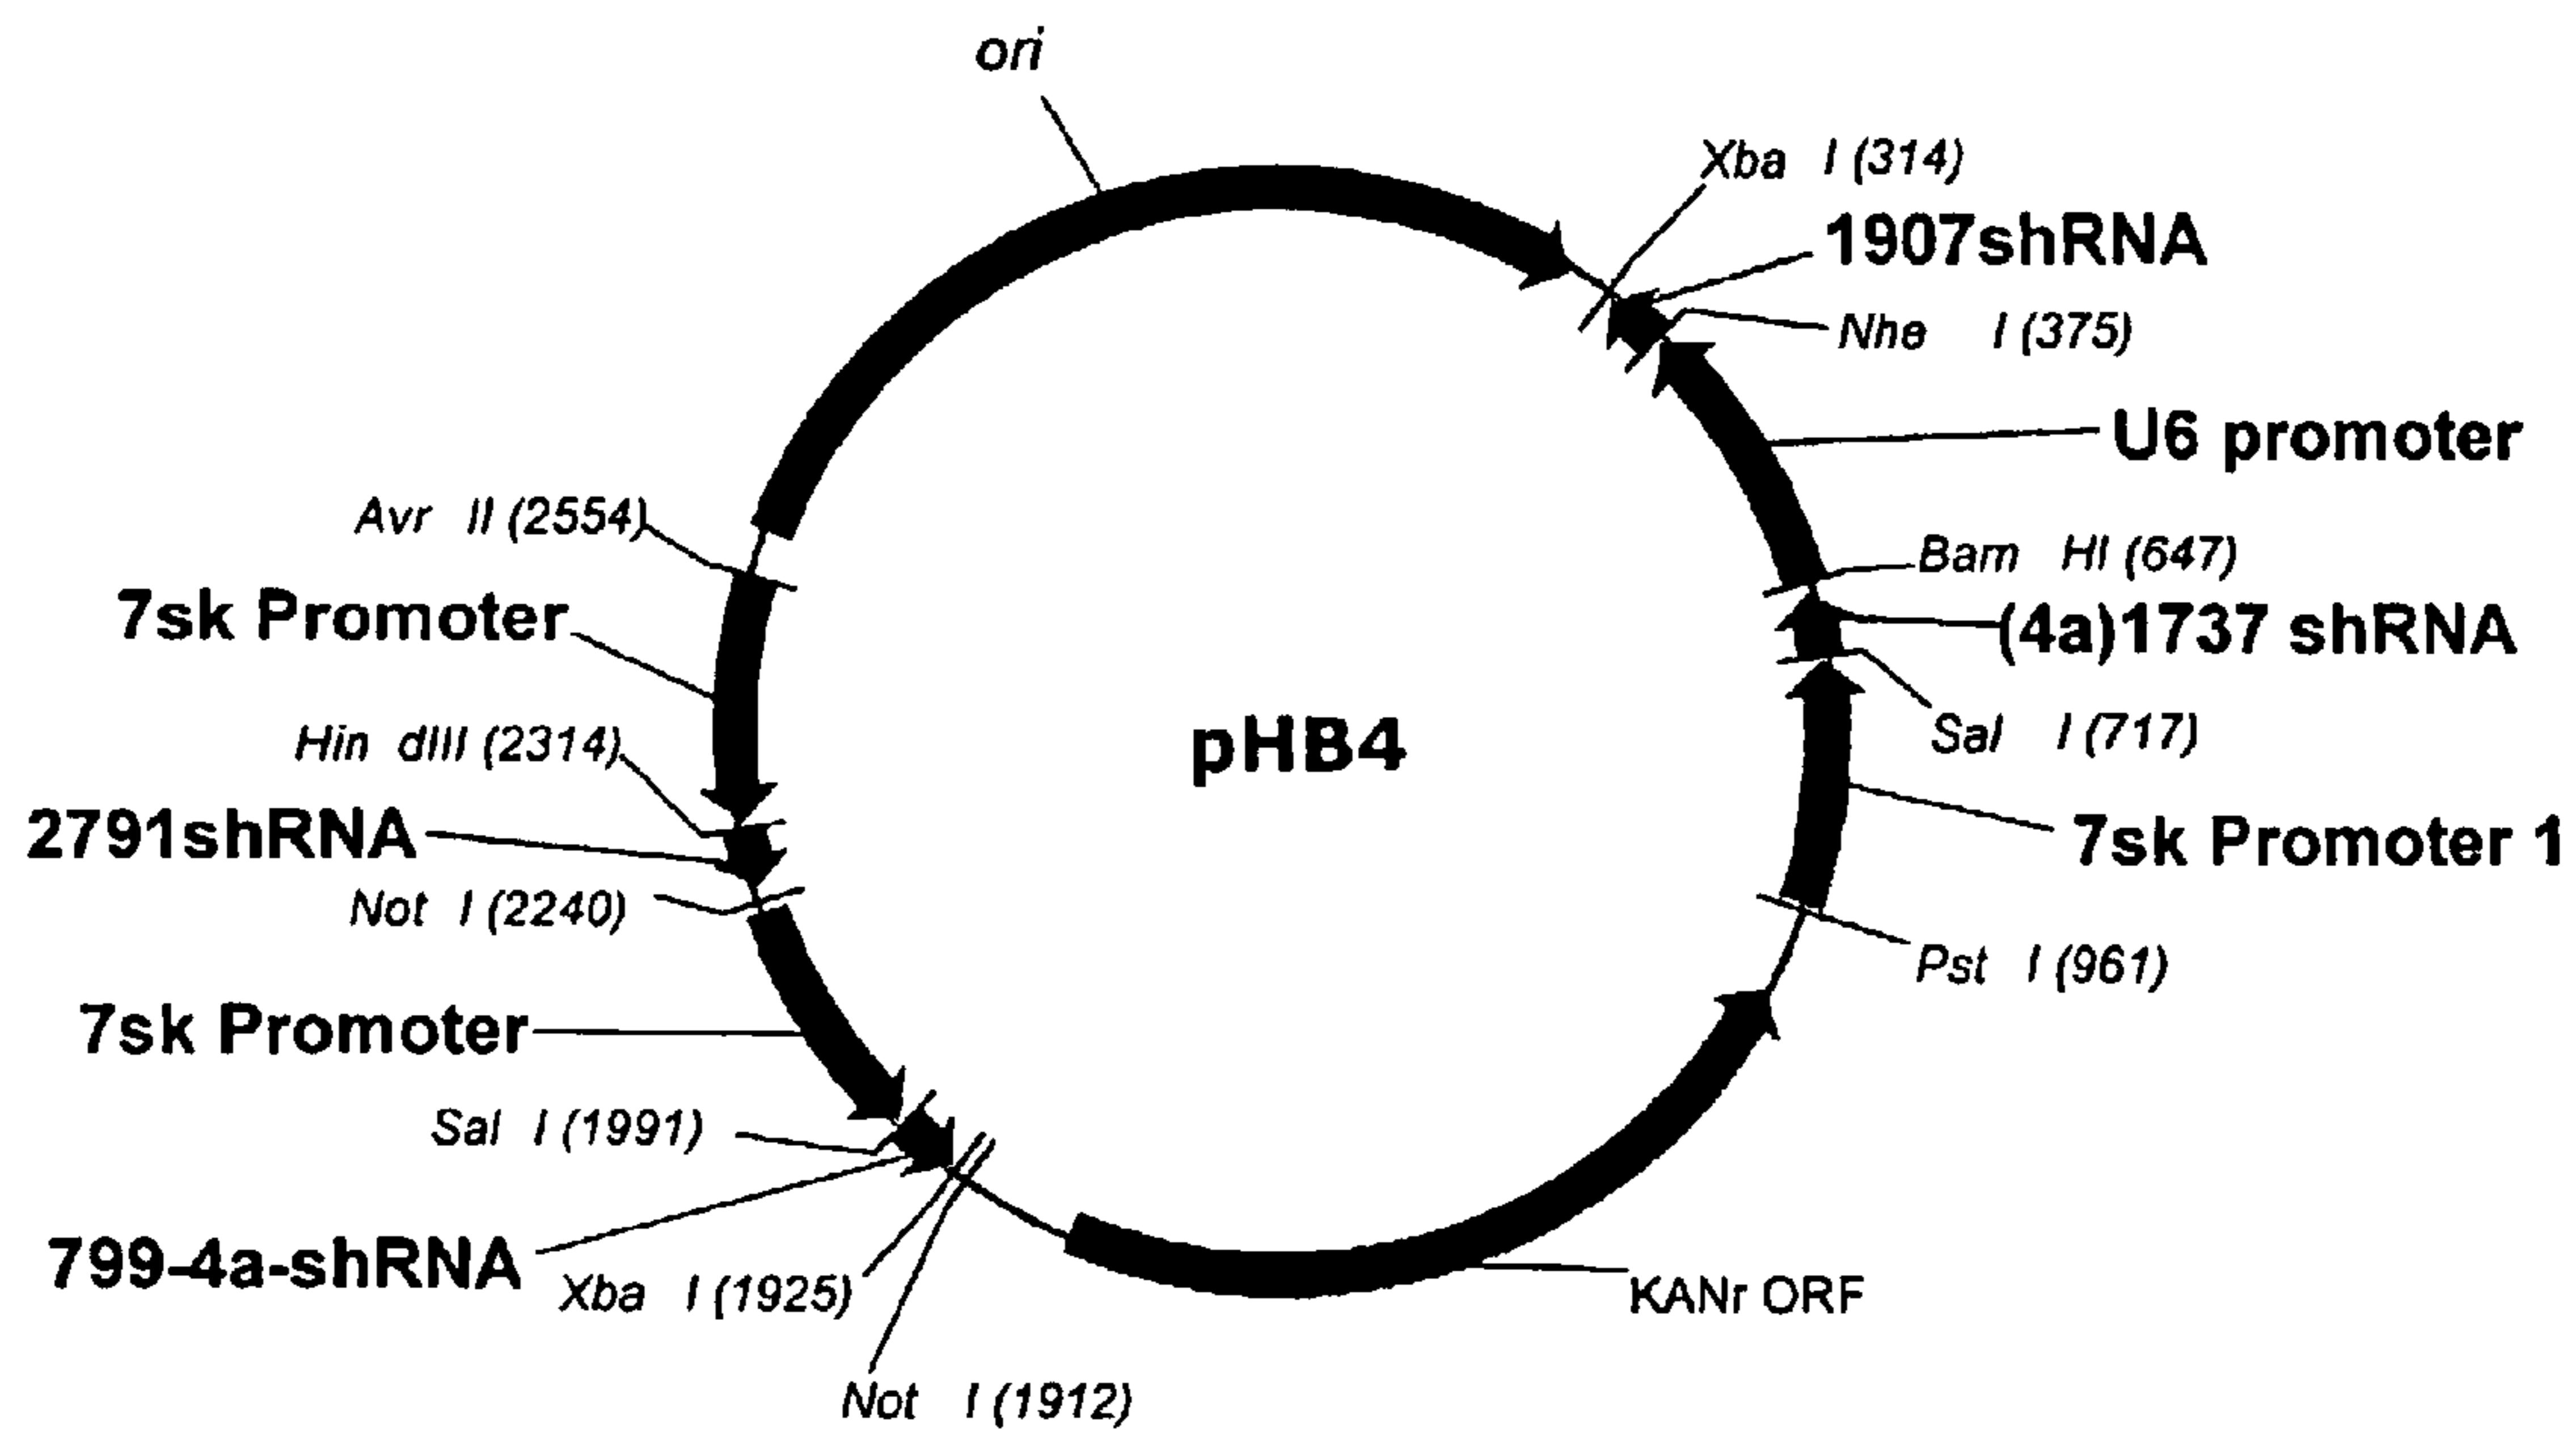 ori
Xba I (314)
1907shRNA
Nhe I (375)
U6 promoter
Bam HI (647)
(4a)1737 shRNA
Sal I (717)
7sk Promoter 1
Pst I (961)
KANr ORF
Not I (1912)
Xba I (1925)
799-4a-shRNA
Sal I (1991)
7sk Promoter
Not I (2240)
2791shRNA
Hin dIII (2314)
7sk Promoter
Avr II (2554)
pHB4